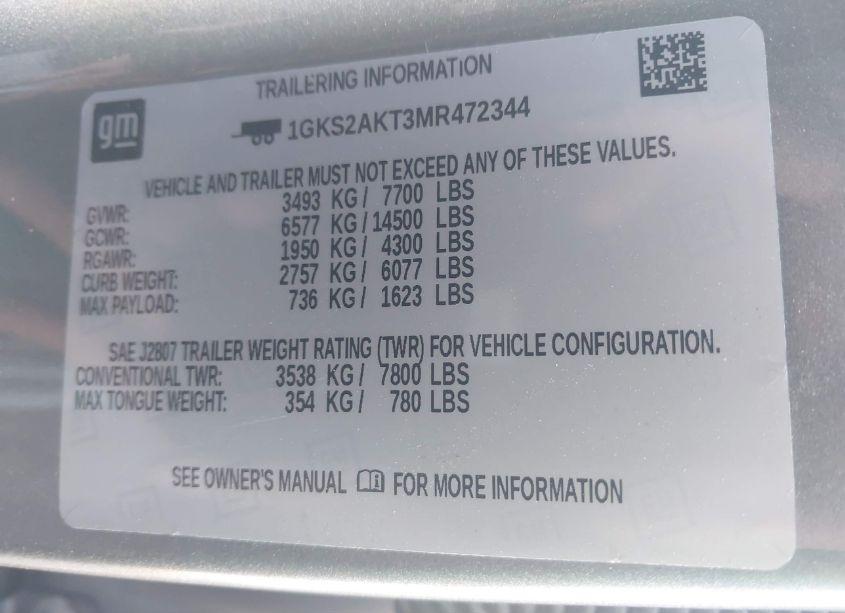 gm
TRAILERING INFORMATION
1GKS2AKT3MR472344
VEHICLE AND TRAILER MUST NOT EXCEED ANY OF THESE VALUES.
GVWR: 3493 KG / 7700 LBS
GCWR: 6577 KG / 14500 LBS
RGAWR: 1950 KG / 4300 LBS
CURB WEIGHT: 2757 KG / 6077 LBS
MAX PAYLOAD: 736 KG / 1623 LBS
SAE J2807 TRAILER WEIGHT RATING (TWR) FOR VEHICLE CONFIGURATION.
CONVENTIONAL TWR: 3538 KG / 7800 LBS
MAX TONGUE WEIGHT: 354 KG / 780 LBS
SEE OWNER'S MANUAL FOR MORE INFORMATION